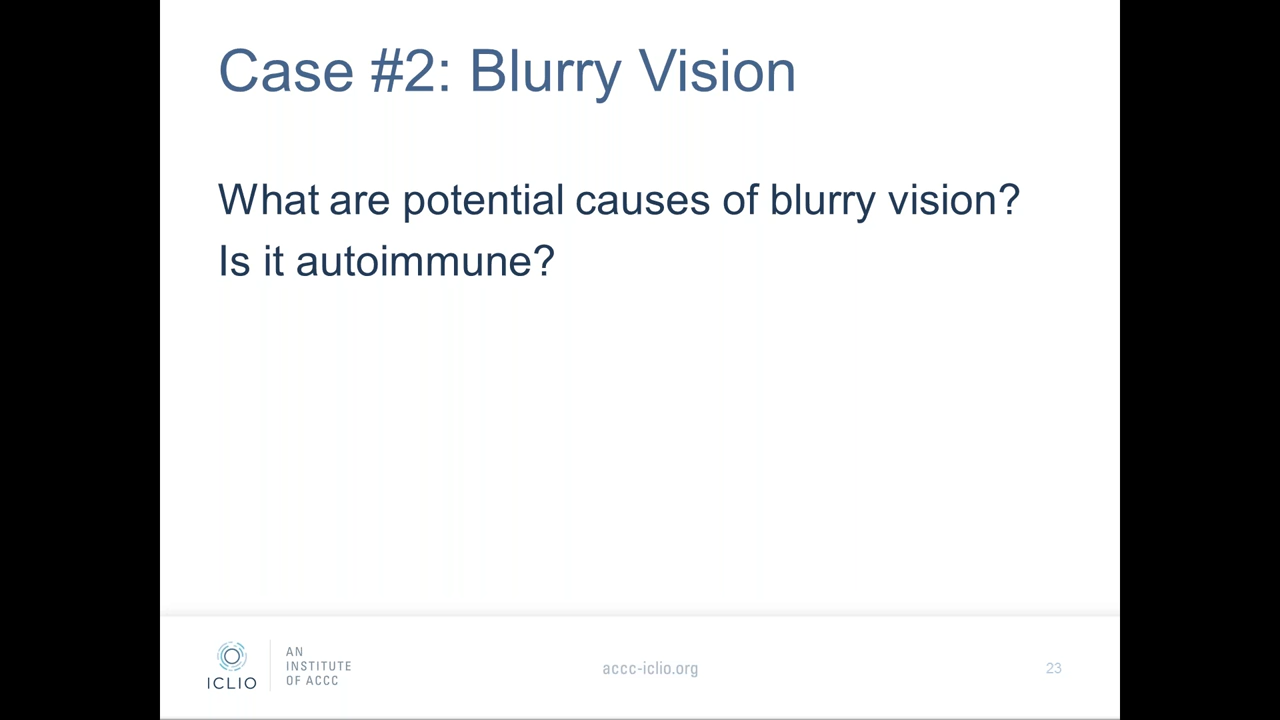 Case #2: Blurry Vision
What are potential causes of blurry vision?
Is it autoimmune?
ICLIO
AN
INSTITUTE
OF ACCC
accc-iclio.org
23